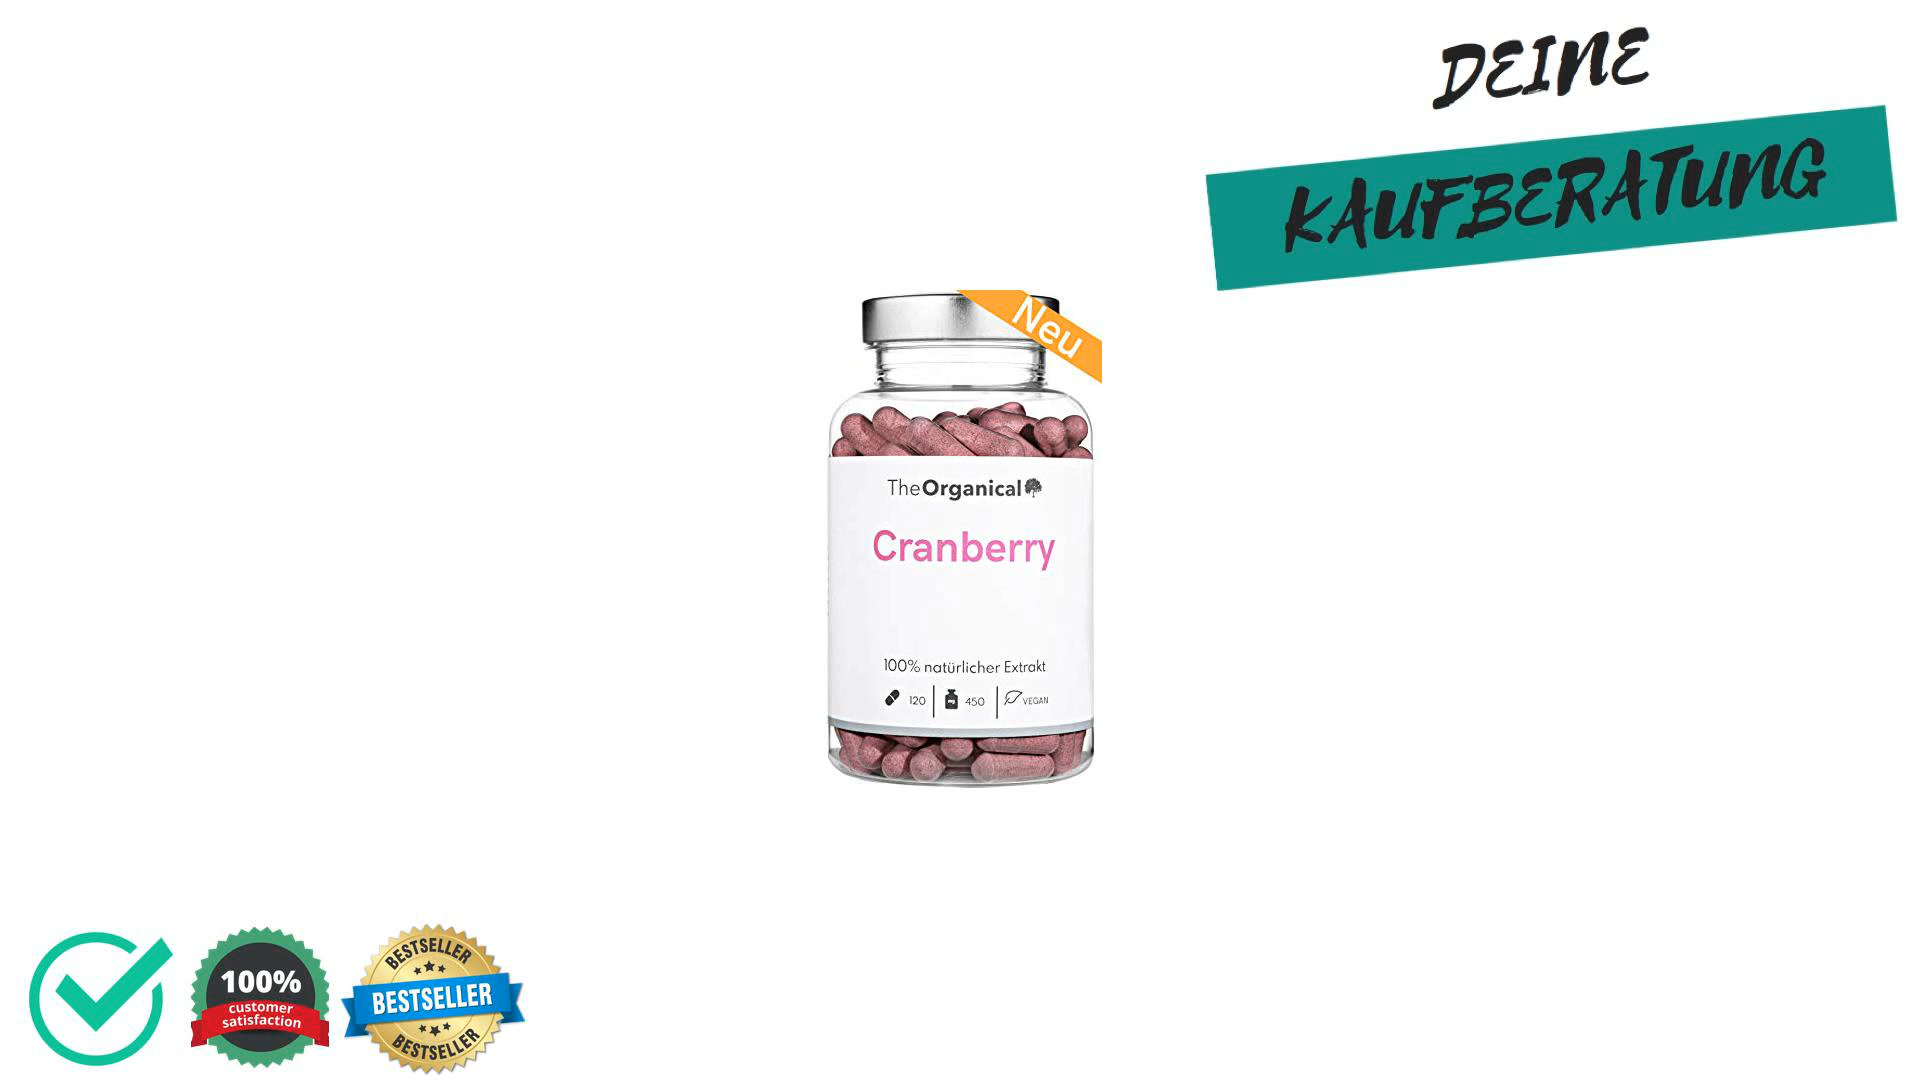 DEINE
KAUFBERATUNG
Neu
TheOrganical
Cranberry
100% natürlicher Extrakt
120
450
VEGAN
100%
customer
satisfaction
BESTSELLER
BESTSELLER
BESTSELLER